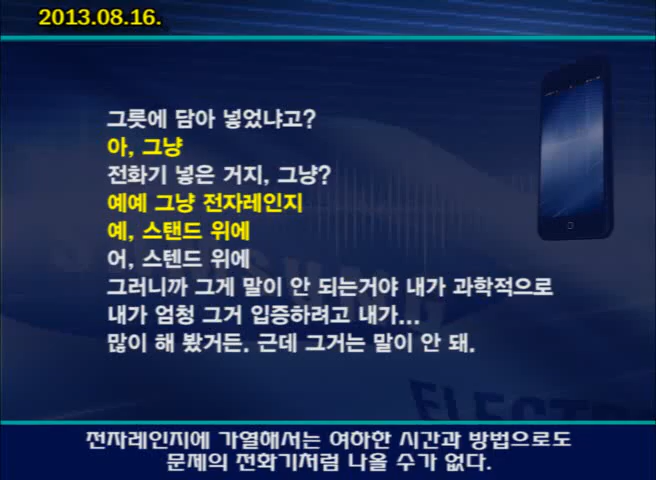 2013.08.16.
그릇에 담아 넣었냐고?
아, 그냥
전화기 넣은 거지, 그냥?
예예 그냥 전자레인지
예, 스탠드 위에
어, 스텐드 위에
그러니까 그게 말이 안 되는거야 내가 과학적으로
내가 엄청 그거 입증하려고 내가...
많이 해 봤거든. 근데 그거는 말이 안 돼.
ELECTR
전자레인지에 가열해서는 여하한 시간과 방법으로도
문제의 전화기처럼 나올 수가 없다.